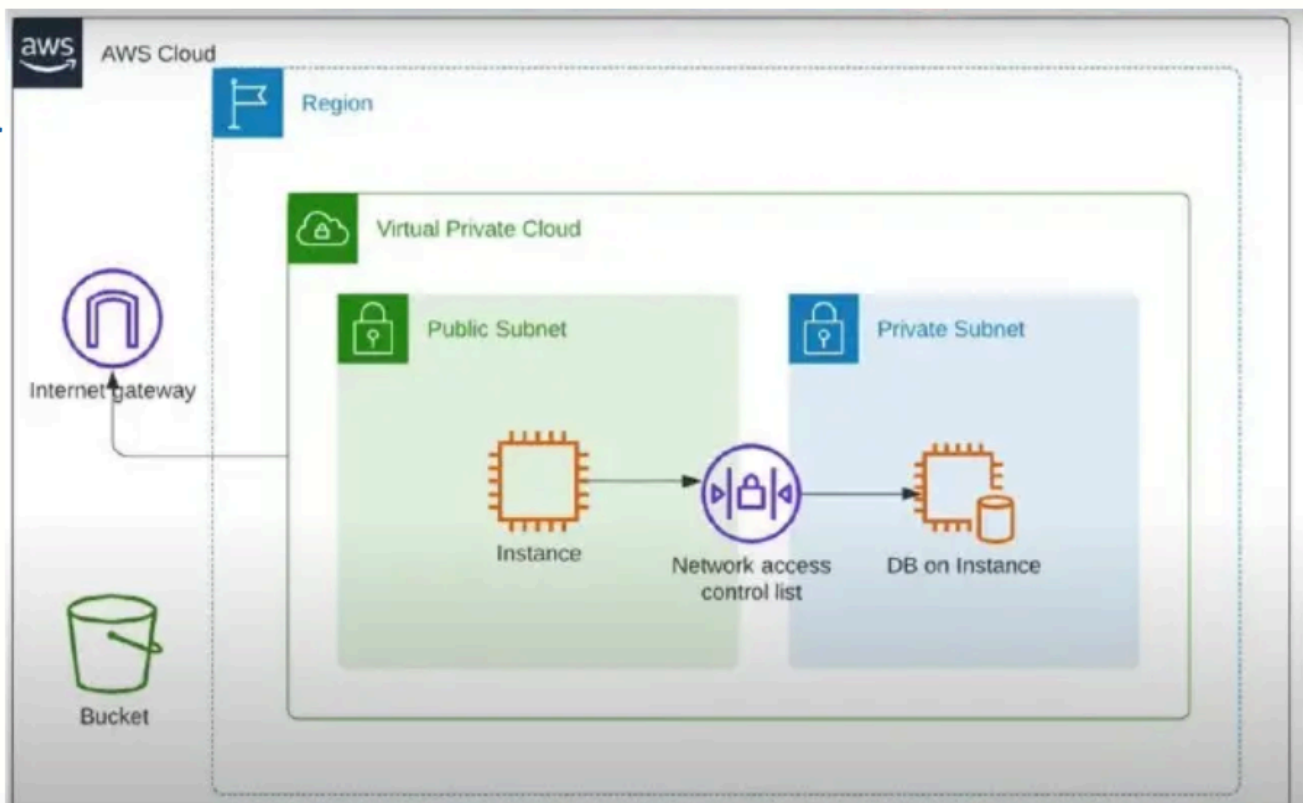 aws
AWS Cloud
Region
Virtual Private Cloud
Public Subnet
Private Subnet
Internet gateway
Instance
Network access
control list
DB on Instance
Bucket